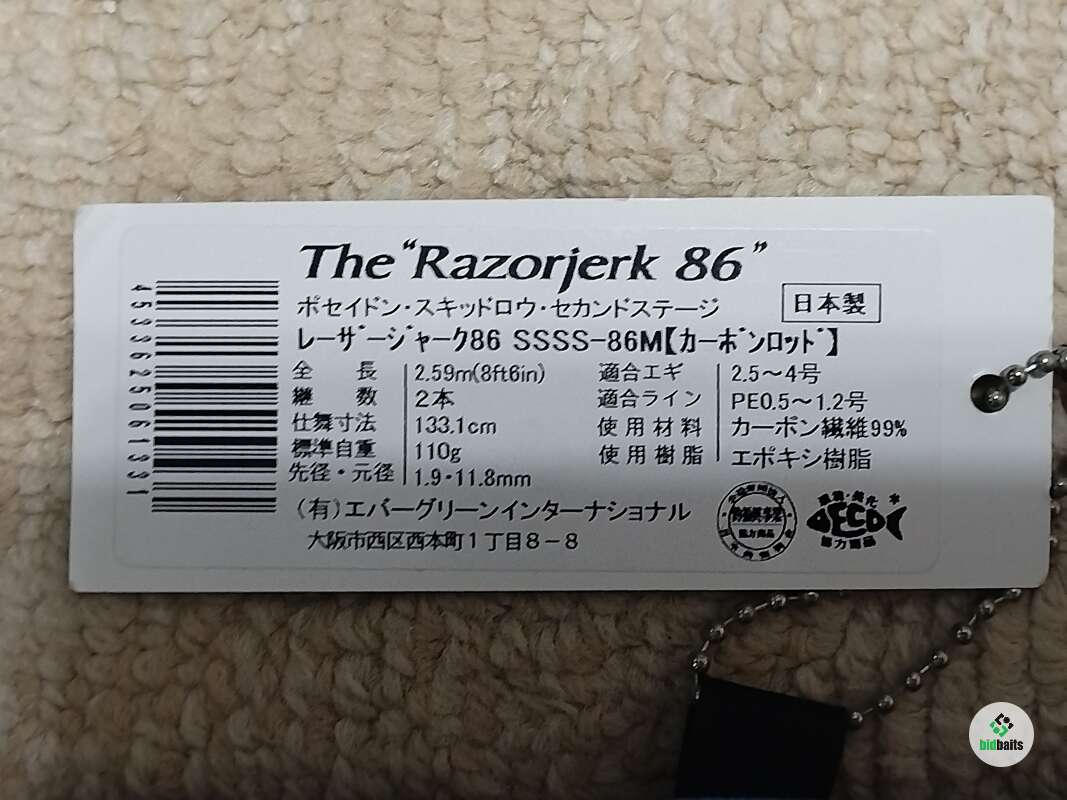 The "Razorjerk 86"
ポセイドン・スキッドロウ・セカンドステージ
日本製
レーザージャーク86 SSSS-86M【カーボンロッド】
全長 2.59m(8ft6in) 適合エギ 2.5～4号
継数 2本 適合ライン PE0.5～1.2号
仕舞寸法 133.1cm 使用材料 カーボン繊維99%
標準自重 110g 使用樹脂 エポキシ樹脂
先径・元径 1.9・11.8mm
(有)エバーグリーンインターナショナル
大阪市西区西本町1丁目8-8
4533625061331
ECO
協力商品
bidbaits